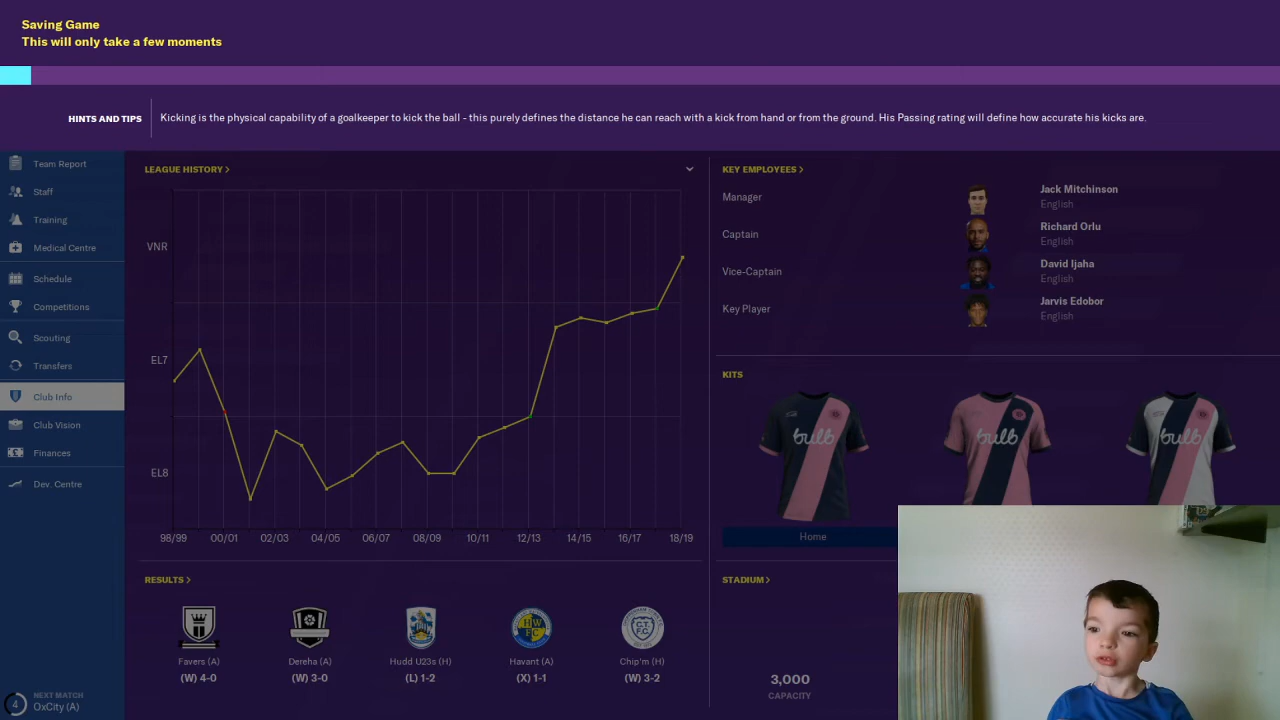 Saving Game
This will only take a few moments
HINTS AND TIPS
Kicking is the physical capability of a goalkeeper to kick the ball - this purely defines the distance he can reach with a kick from hand or from the ground. His Passing rating will define how accurate his kicks are.
Team Report
Staff
Training
Medical Centre
Schedule
Competitions
Scouting
Transfers
Club Info
Club Vision
Finances
Dev. Centre
4
NEXT MATCH
OxCity (A)
LEAGUE HISTORY >
VNR
EL7
EL8
98/99 00/01 02/03 04/05 06/07 08/09 10/11 12/13 14/15 16/17 18/19
RESULTS >
Favers (A) Dereha (A) Hudd U23s (H) Havant (A) Chip'm (H)
(W) 4-0 (W) 3-0 (L) 1-2 (X) 1-1 (W) 3-2
KEY EMPLOYEES >
Manager Jack Mitchinson
English
Captain Richard Orlu
English
Vice-Captain David Ijaha
English
Key Player Jarvis Edobor
English
KITS
bulb bulb bulb
Home
STADIUM >
3,000
CAPACITY